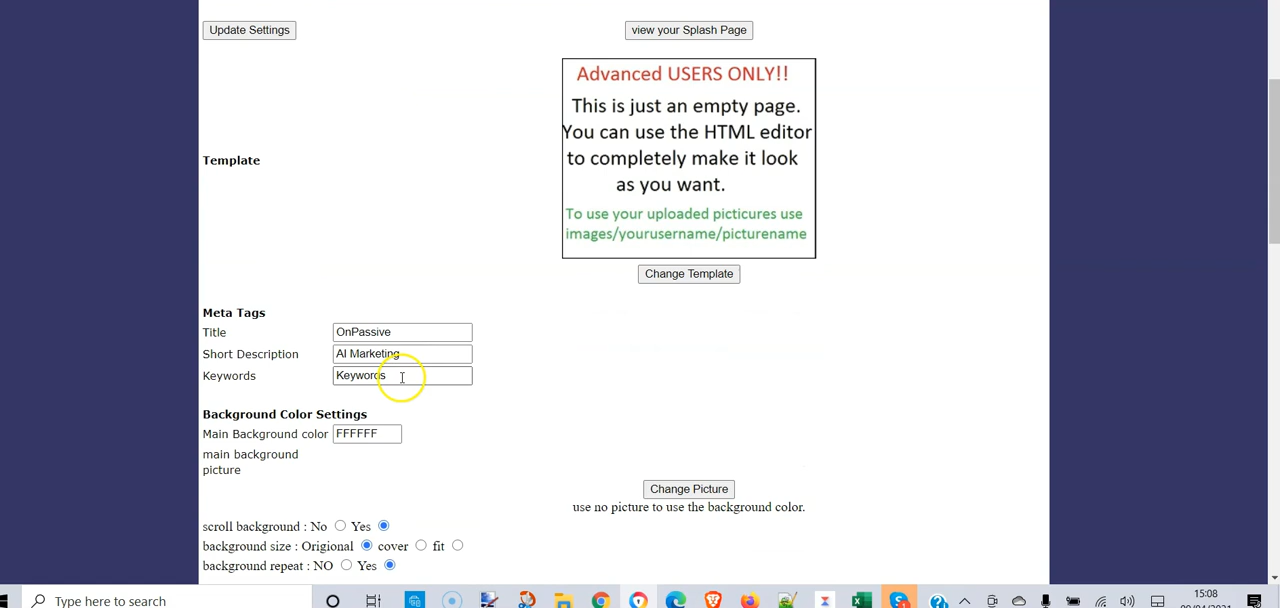 Update Settings
view your Splash Page
Advanced USERS ONLY!!
This is just an empty page.
You can use the HTML editor
to completely make it look
as you want.
To use your uploaded picticures use
images/yourusername/picturename
Template
Change Template
Meta Tags
Title OnPassive
Short Description AI Marketing
Keywords Keywords
Background Color Settings
Main Background color FFFFFF
main background
picture
Change Picture
use no picture to use the background color.
scroll background : No Yes
background size : Origional cover fit
background repeat : NO Yes
Type here to search
15:08
09/04/2021